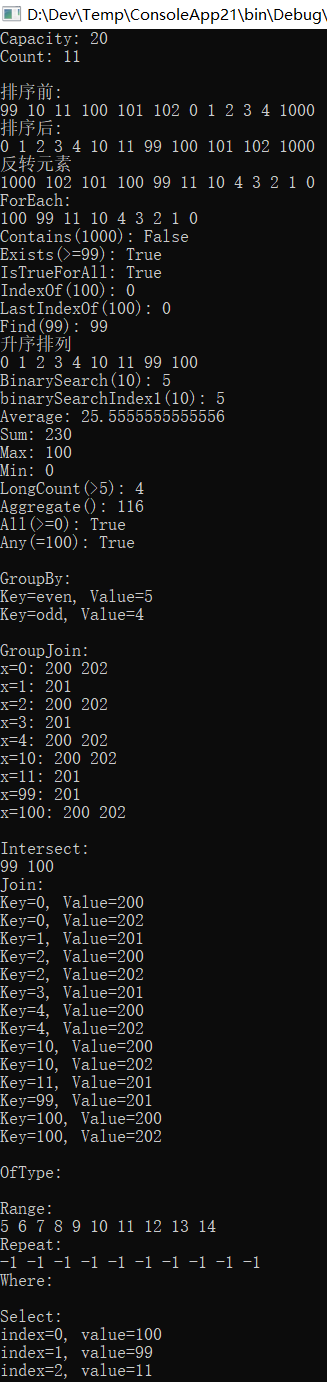 D:\Dev\Temp\ConsoleApp21\bin\Debug\
Capacity: 20
Count: 11
排序前:
99 10 11 100 101 102 0 1 2 3 4 1000
排序后:
0 1 2 3 4 10 11 99 100 101 102 1000
反转元素
1000 102 101 100 99 11 10 4 3 2 1 0
ForEach:
100 99 11 10 4 3 2 1 0
Contains(1000): False
Exists(>=99): True
IsTrueForAll: True
IndexOf(100): 0
LastIndexOf(100): 0
Find(99): 99
升序排列
0 1 2 3 4 10 11 99 100
BinarySearch(10): 5
binarySearchIndex1(10): 5
Average: 25.5555555555556
Sum: 230
Max: 100
Min: 0
LongCount(>5): 4
Aggregate(): 116
All(>=0): True
Any(=100): True
GroupBy:
Key=even, Value=5
Key=odd, Value=4
GroupJoin:
x=0: 200 202
x=1: 201
x=2: 200 202
x=3: 201
x=4: 200 202
x=10: 200 202
x=11: 201
x=99: 201
x=100: 200 202
Intersect:
99 100
Join:
Key=0, Value=200
Key=0, Value=202
Key=1, Value=201
Key=2, Value=200
Key=2, Value=202
Key=3, Value=201
Key=4, Value=200
Key=4, Value=202
Key=10, Value=200
Key=10, Value=202
Key=11, Value=201
Key=99, Value=201
Key=100, Value=200
Key=100, Value=202
OfType:
Range:
5 6 7 8 9 10 11 12 13 14
Repeat:
-1 -1 -1 -1 -1 -1 -1 -1 -1 -1
Where:
Select:
index=0, value=100
index=1, value=99
index=2, value=11